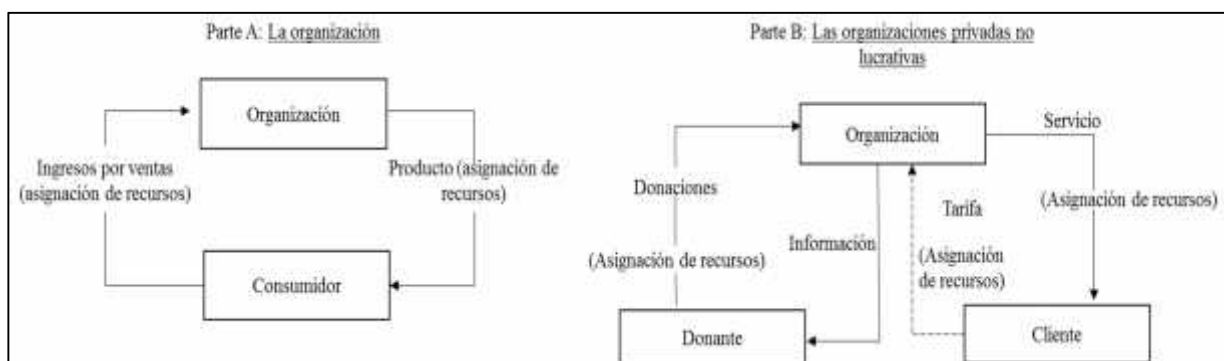 Parte A: La organización
Organización
Ingresos por ventas
(asignación de recursos)
Producto (asignación de
recursos)
Consumidor
Parte B: Las organizaciones privadas no
lucrativas
Organización
Servicio
Donaciones
Tarifa
(Asignación de recursos)
Información
(Asignación de recursos)
(Asignación
de recursos)
Donante
Cliente